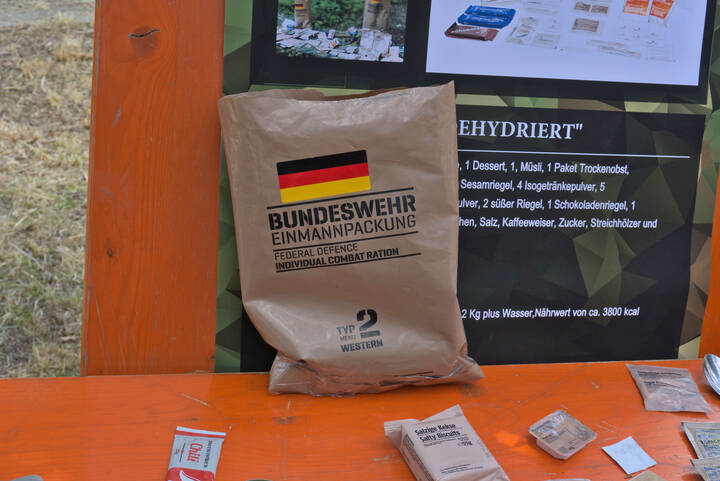 EHYDRIERT"
, 1 Dessert, 1, Müsli, 1 Paket Trockenobst,
Sesamriegel, 4 Isogetränkepulver, 5
ulver, 2 süßer Riegel, 1 Schokoladenriegel, 1
hen, Salz, Kaffeeweiser, Zucker, Streichhölzer und
2 Kg plus Wasser,Nährwert von ca. 3800 kcal
BUNDESWEHR
EINMANNPACKUNG
FEDERAL DEFENCE
INDIVIDUAL COMBAT RATION
TYP 2
MENU
WESTERN
Chili
Salzige Kekse
Salty Biscuits